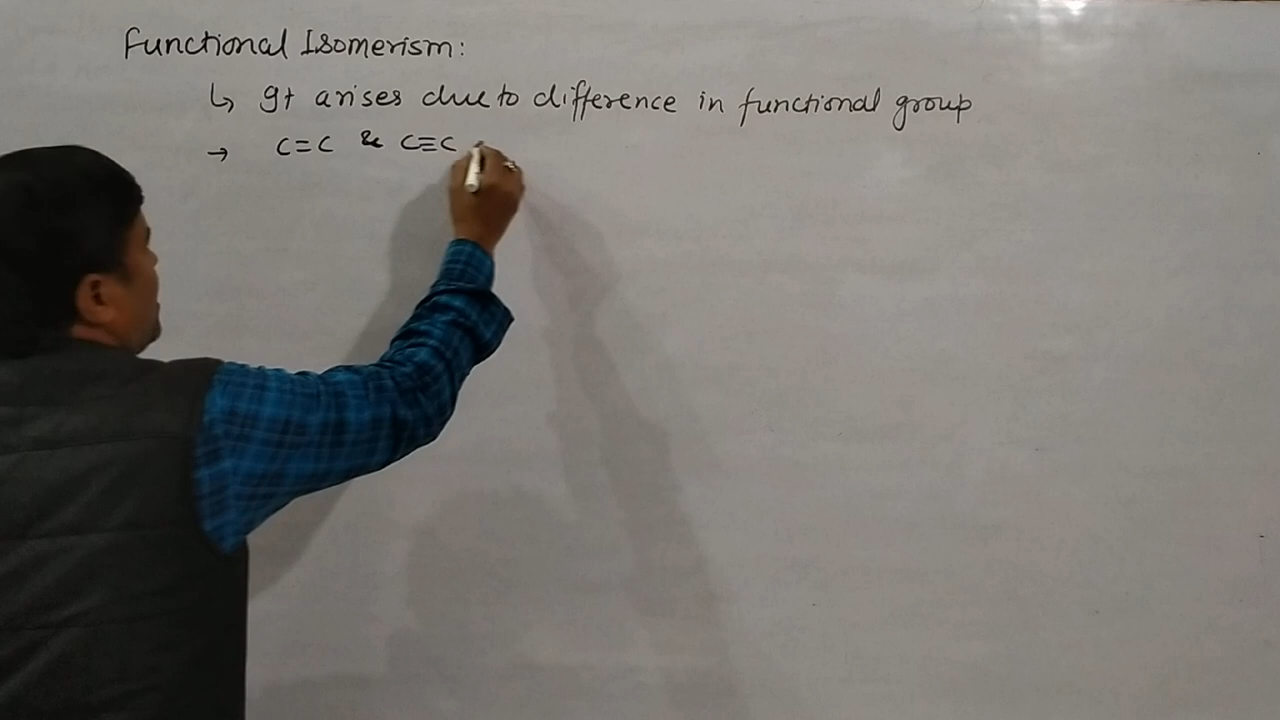 Functional Isomerism:
↳ It arises due to difference in functional group
→ C=C & C≡C